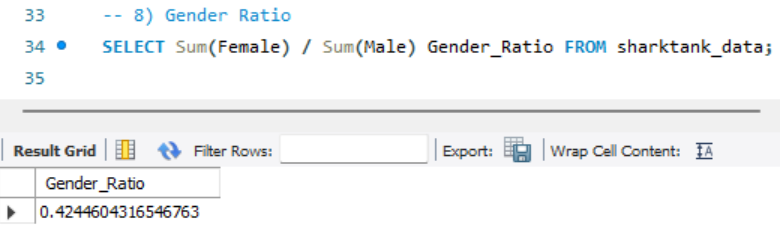 33 -- 8) Gender Ratio
34 SELECT Sum(Female) / Sum(Male) Gender_Ratio FROM sharktank_data;
35
Result Grid Filter Rows: Export: Wrap Cell Content: IA
Gender_Ratio
0.4244604316546763